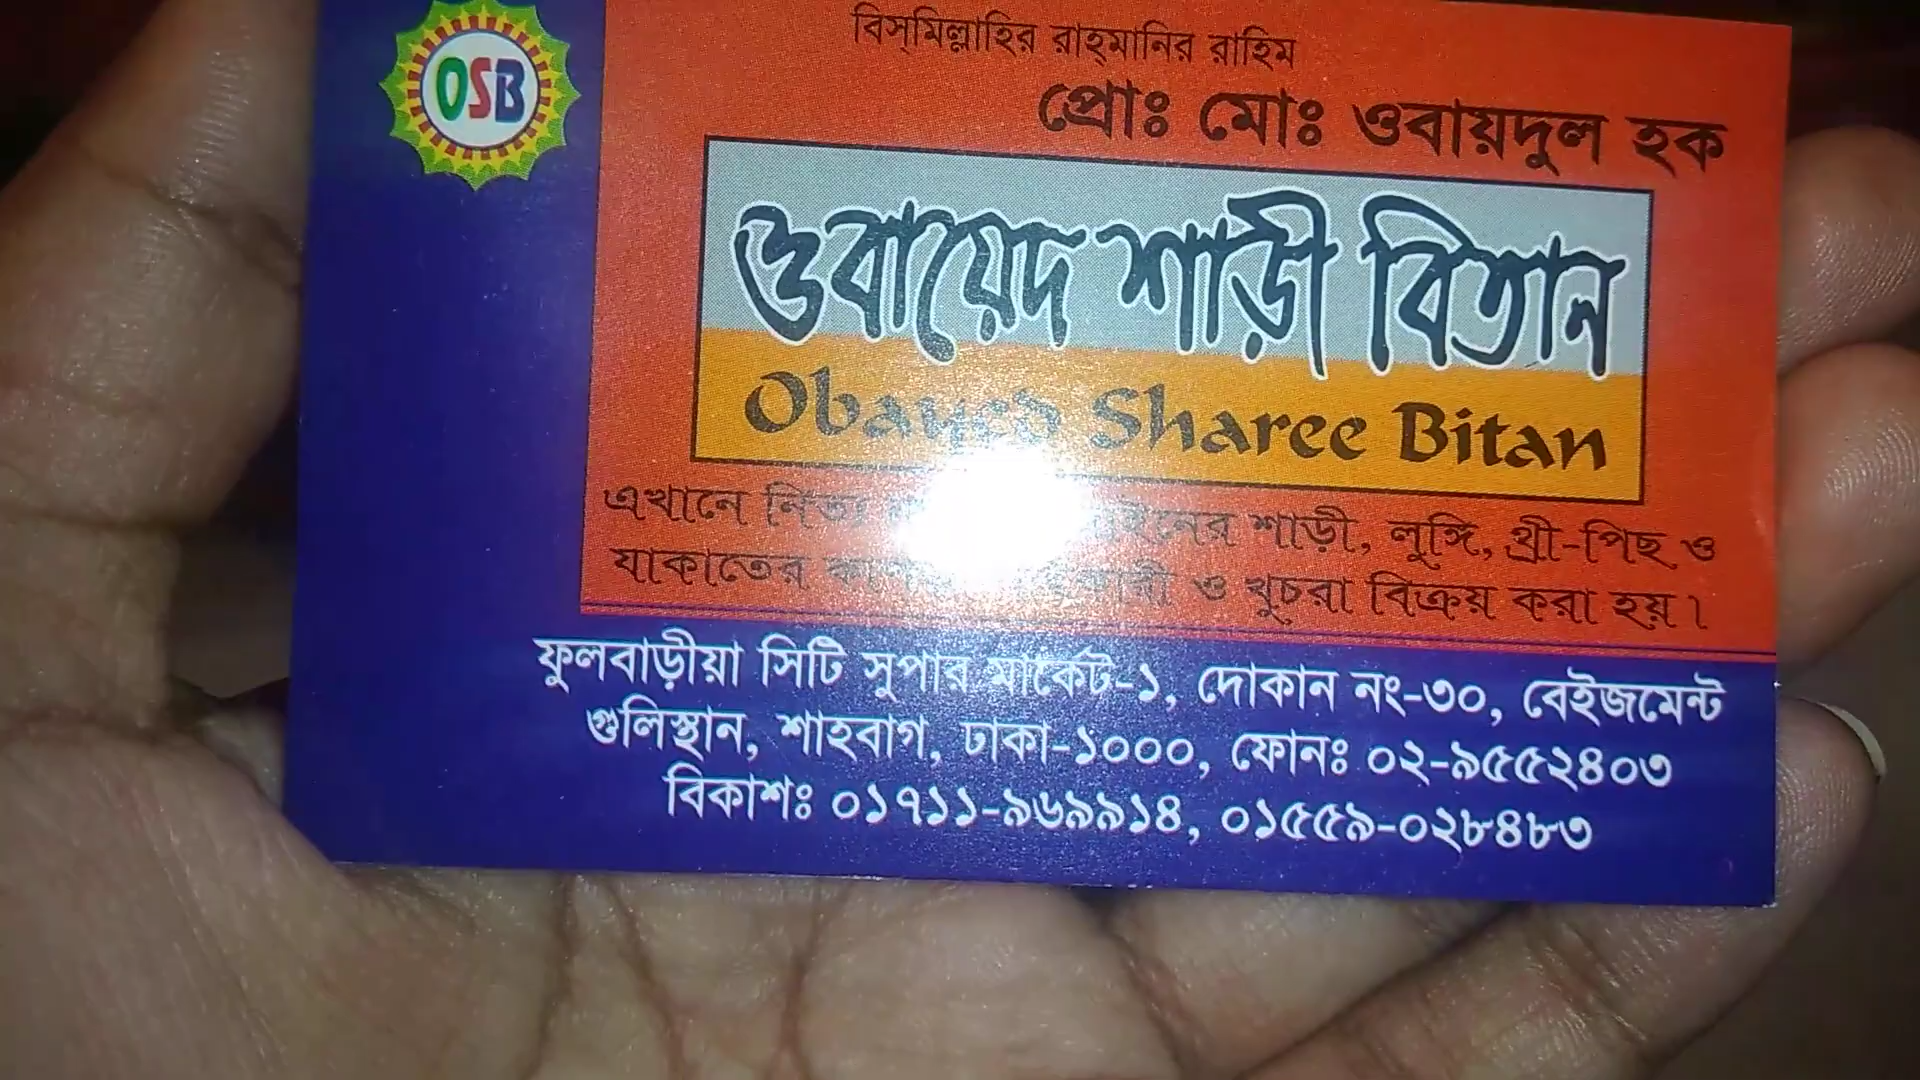 OSB
বিস্‌মিল্লাহির রাহ্‌মানির রাহিম
প্রোঃ মোঃ ওবায়দুল হক
ওবায়েদ শাড়ী বিতান
Obayed Sharee Bitan
এখানে নিত্য শাড়ী, লুঙ্গি, থ্রী-পিছ ও
যাকাতের ও খুচরা বিক্রয় করা হয়।
ফুলবাড়ীয়া সিটি সুপার মার্কেট-১, দোকান নং-৩০, বেইজমেন্ট
গুলিস্থান, শাহবাগ, ঢাকা-১০০০, ফোনঃ ০২-৯৫৫২৪০৩
বিকাশঃ ০১৭১১-৯৬৯৯১৪, ০১৫৫৯-০২৮৪৮৩